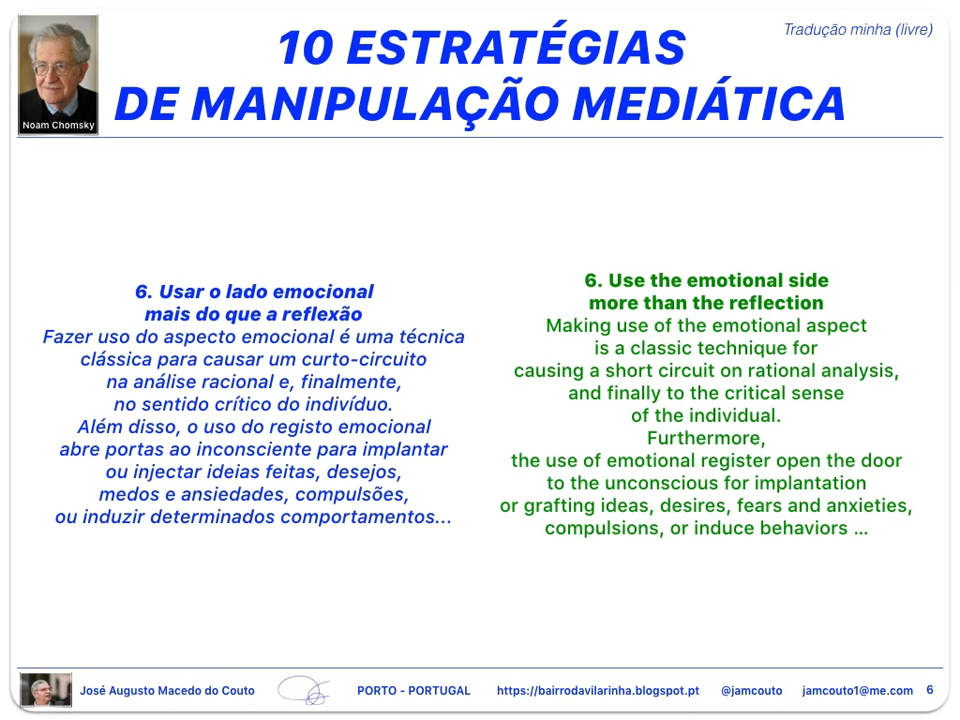 Tradução minha (livre)
10 ESTRATÉGIAS
DE MANIPULAÇÃO MEDIÁTICA
Noam Chomsky
6. Usar o lado emocional
mais do que a reflexão
Fazer uso do aspecto emocional é uma técnica
clássica para causar um curto-circuito
na análise racional e, finalmente,
no sentido crítico do indivíduo.
Além disso, o uso do registo emocional
abre portas ao inconsciente para implantar
ou injectar ideias feitas, desejos,
medos e ansiedades, compulsões,
ou induzir determinados comportamentos...
6. Use the emotional side
more than the reflection
Making use of the emotional aspect
is a classic technique for
causing a short circuit on rational analysis,
and finally to the critical sense
of the individual.
Furthermore,
the use of emotional register open the door
to the unconscious for implantation
or grafting ideas, desires, fears and anxieties,
compulsions, or induce behaviors ...
José Augusto Macedo do Couto PORTO - PORTUGAL https://bairrodavilarinha.blogspot.pt @jamcouto jamcouto1@me.com 6